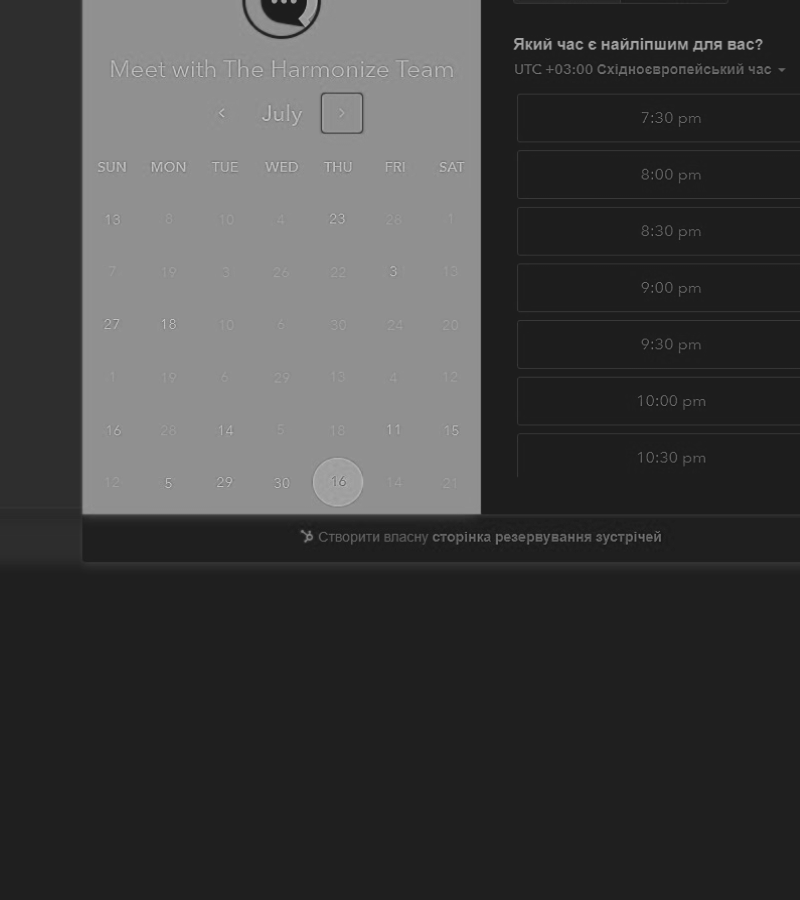 Meet with The Harmonize Team
July
SUN MON TUE WED THU FRI SAT
13 8 10 4 23 28 1
7 19 3 26 22 3 13
27 18 10 6 30 24 20
1 19 6 29 13 4 12
16 28 14 5 18 11 15
12 5 29 30 16 14 21
Який час є найліпшим для вас?
UTC +03:00 Східноєвропейський час
7:30 pm
8:00 pm
8:30 pm
9:00 pm
9:30 pm
10:00 pm
10:30 pm
Створити власну сторінка резервування зустрічей